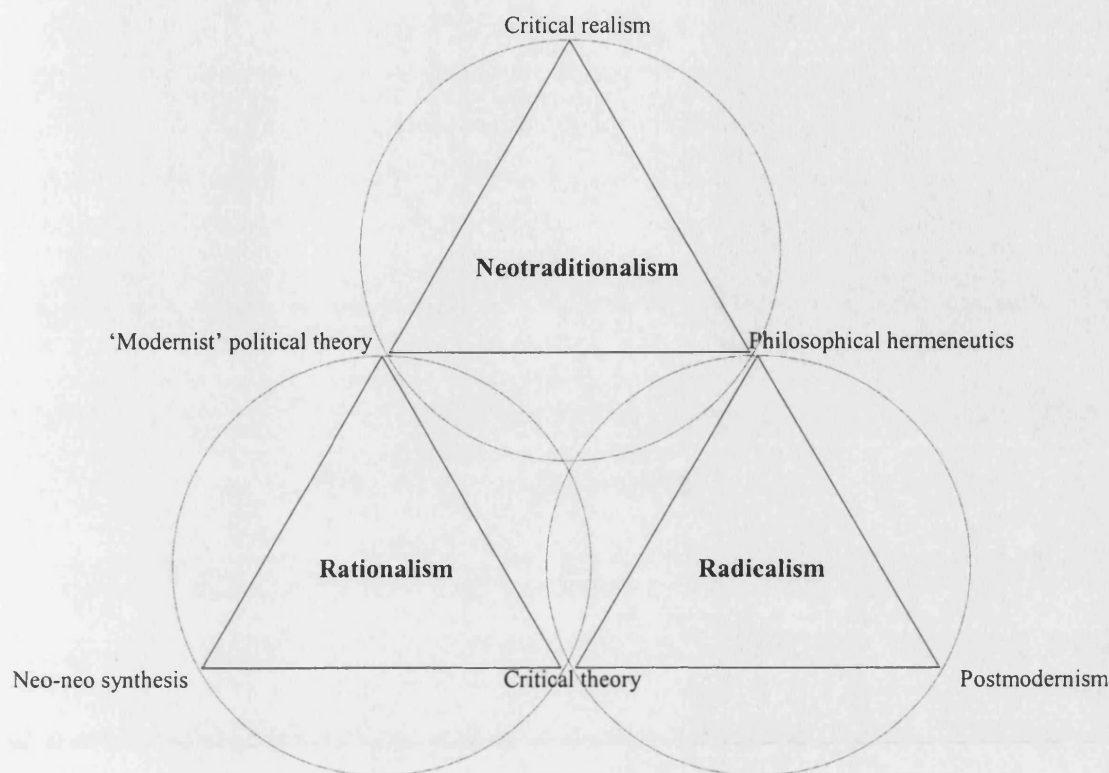 Critical realism
Neotraditionalism
‘Modernist’ political theory
Philosophical hermeneutics
Rationalism
Radicalism
Neo-neo synthesis
Critical theory
Postmodernism